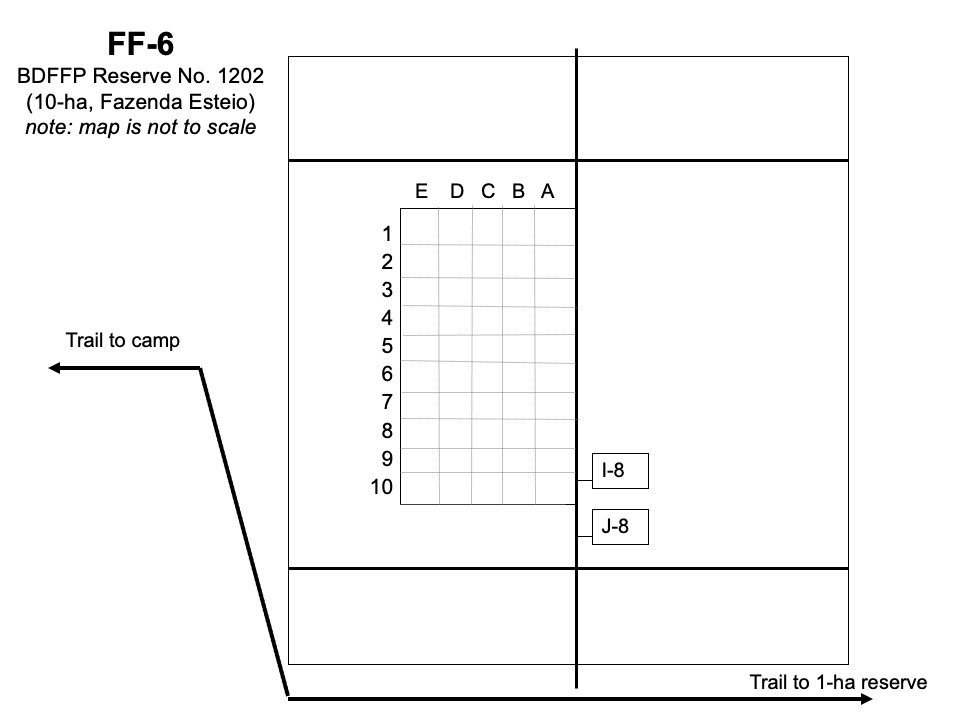 FF-6
BDFFP Reserve No. 1202
(10-ha, Fazenda Esteio)
note: map is not to scale
E D C B A
1
2
3
4
5
6
7
8
9
10
Trail to camp
I-8
J-8
Trail to 1-ha reserve